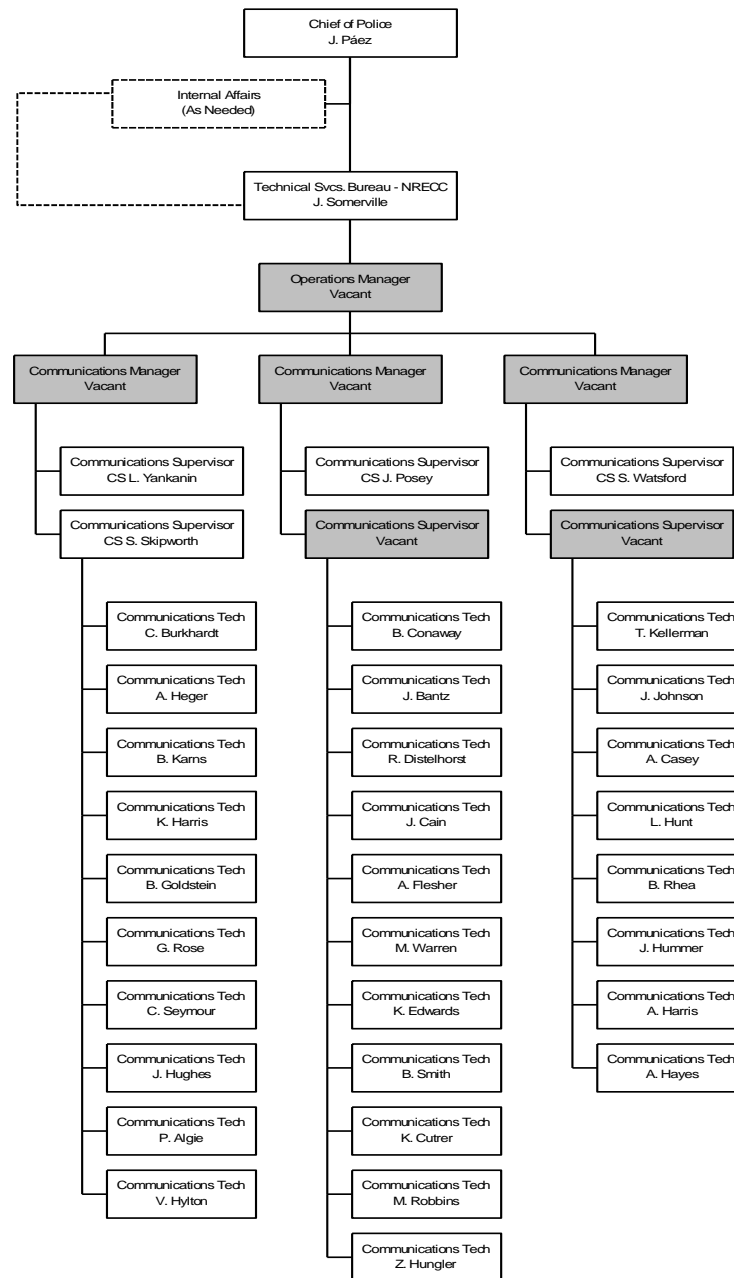 Chief of Police
J. Páez
Internal Affairs
(As Needed)
Technical Svcs. Bureau - NRECC
J. Somerville
Operations Manager
Vacant
Communications Manager
Vacant
Communications Manager
Vacant
Communications Manager
Vacant
Communications Supervisor
CS L. Yankanin
Communications Supervisor
CS J. Posey
Communications Supervisor
CS S. Watsford
Communications Supervisor
CS S. Skipworth
Communications Supervisor
Vacant
Communications Supervisor
Vacant
Communications Tech
C. Burkhardt
Communications Tech
B. Conaway
Communications Tech
T. Kellerman
Communications Tech
A. Heger
Communications Tech
J. Bantz
Communications Tech
J. Johnson
Communications Tech
B. Karns
Communications Tech
R. Distelhorst
Communications Tech
A. Casey
Communications Tech
K. Harris
Communications Tech
J. Cain
Communications Tech
L. Hunt
Communications Tech
B. Goldstein
Communications Tech
A. Flesher
Communications Tech
B. Rhea
Communications Tech
G. Rose
Communications Tech
M. Warren
Communications Tech
J. Hummer
Communications Tech
C. Seymour
Communications Tech
K. Edwards
Communications Tech
A. Harris
Communications Tech
J. Hughes
Communications Tech
B. Smith
Communications Tech
A. Hayes
Communications Tech
P. Algie
Communications Tech
K. Cutrer
Communications Tech
V. Hylton
Communications Tech
M. Robbins
Communications Tech
Z. Hungler